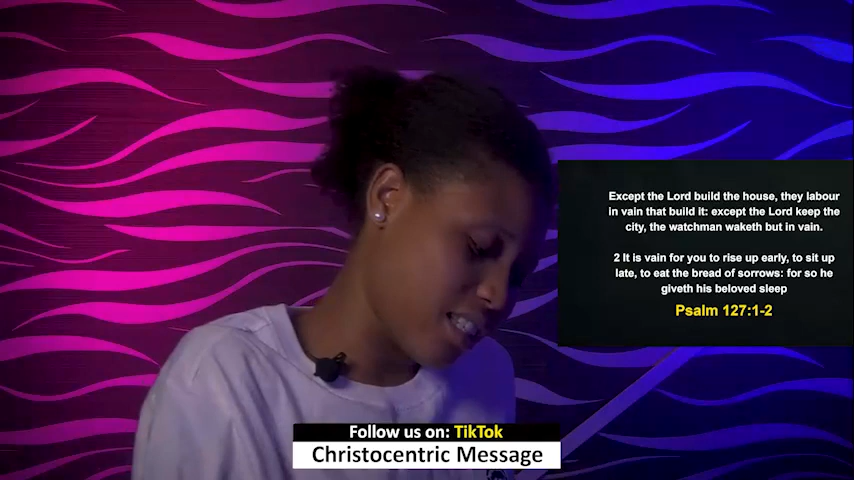 Except the Lord build the house, they labour
in vain that build it: except the Lord keep the
city, the watchman waketh but in vain.
2 It is vain for you to rise up early, to sit up
late, to eat the bread of sorrows: for so he
giveth his beloved sleep
Psalm 127:1-2
Follow us on: TikTok
Christocentric Message